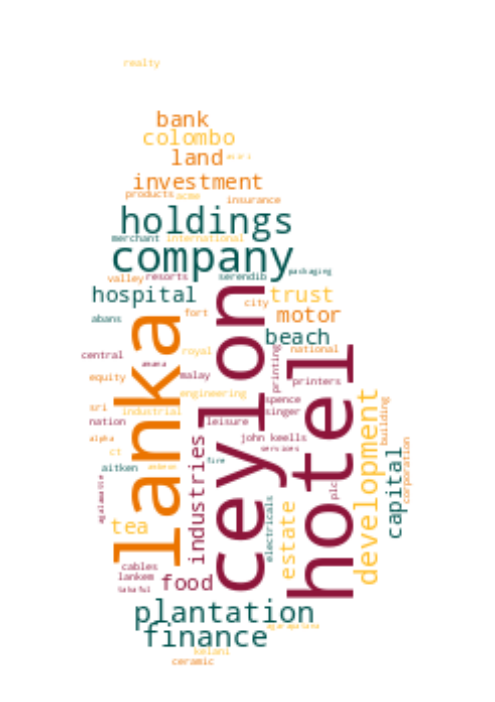 realty
bank
colombo
land
investment
products acme
insurance
holdings
merchant international
company
packaging
valley resorts serendib
hospital
trust
city
abans
fort
motor
beach
central
royal
national
malay
printing
equity
printers
engineering
sri
industrial
spence
singer
nation
leisure
alpha
john keells
services
ct
aitken
fire
lanka
ceylon
hotel
industries
development
building
capital
corporation
plc
electricals
estate
tea
cables
lankem
takaful
food
plantation
finance
kelani
ceramic